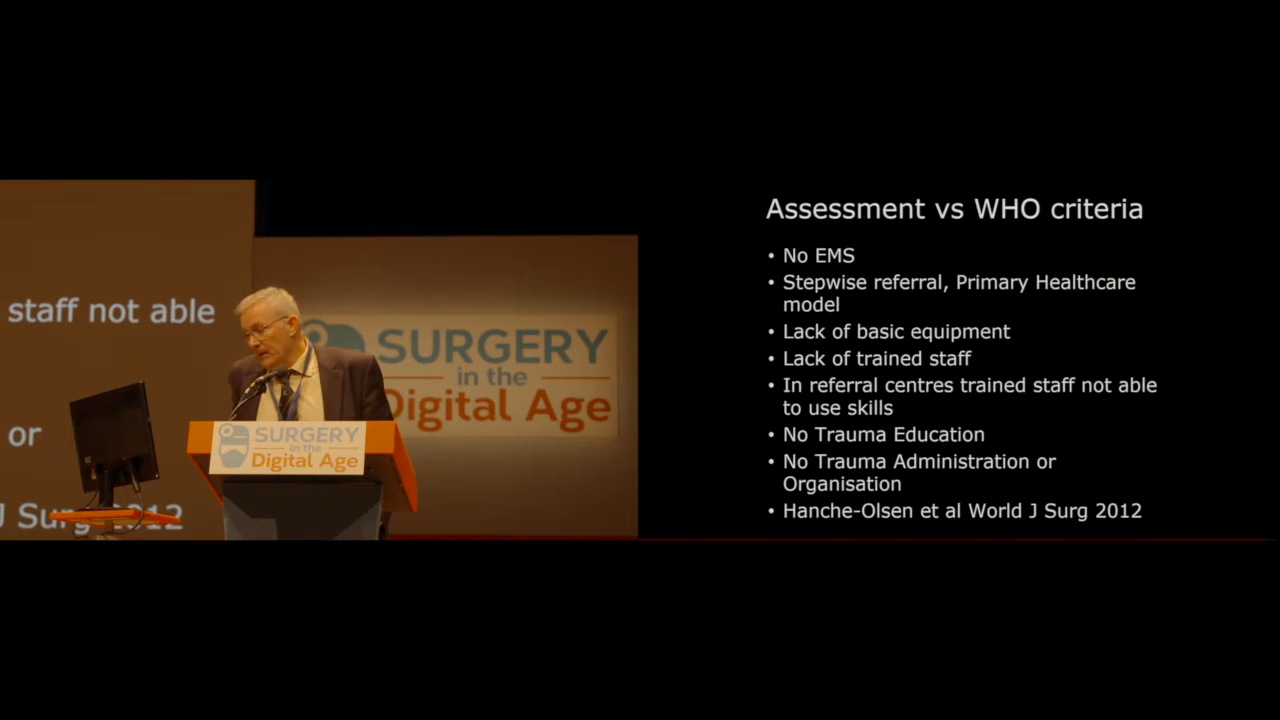 staff not able
or
J Surg 2012
SURGERY
in the
Digital Age
SURGERY
in the
Digital Age
Assessment vs WHO criteria
• No EMS
• Stepwise referral, Primary Healthcare
model
• Lack of basic equipment
• Lack of trained staff
• In referral centres trained staff not able
to use skills
• No Trauma Education
• No Trauma Administration or
Organisation
• Hanche-Olsen et al World J Surg 2012